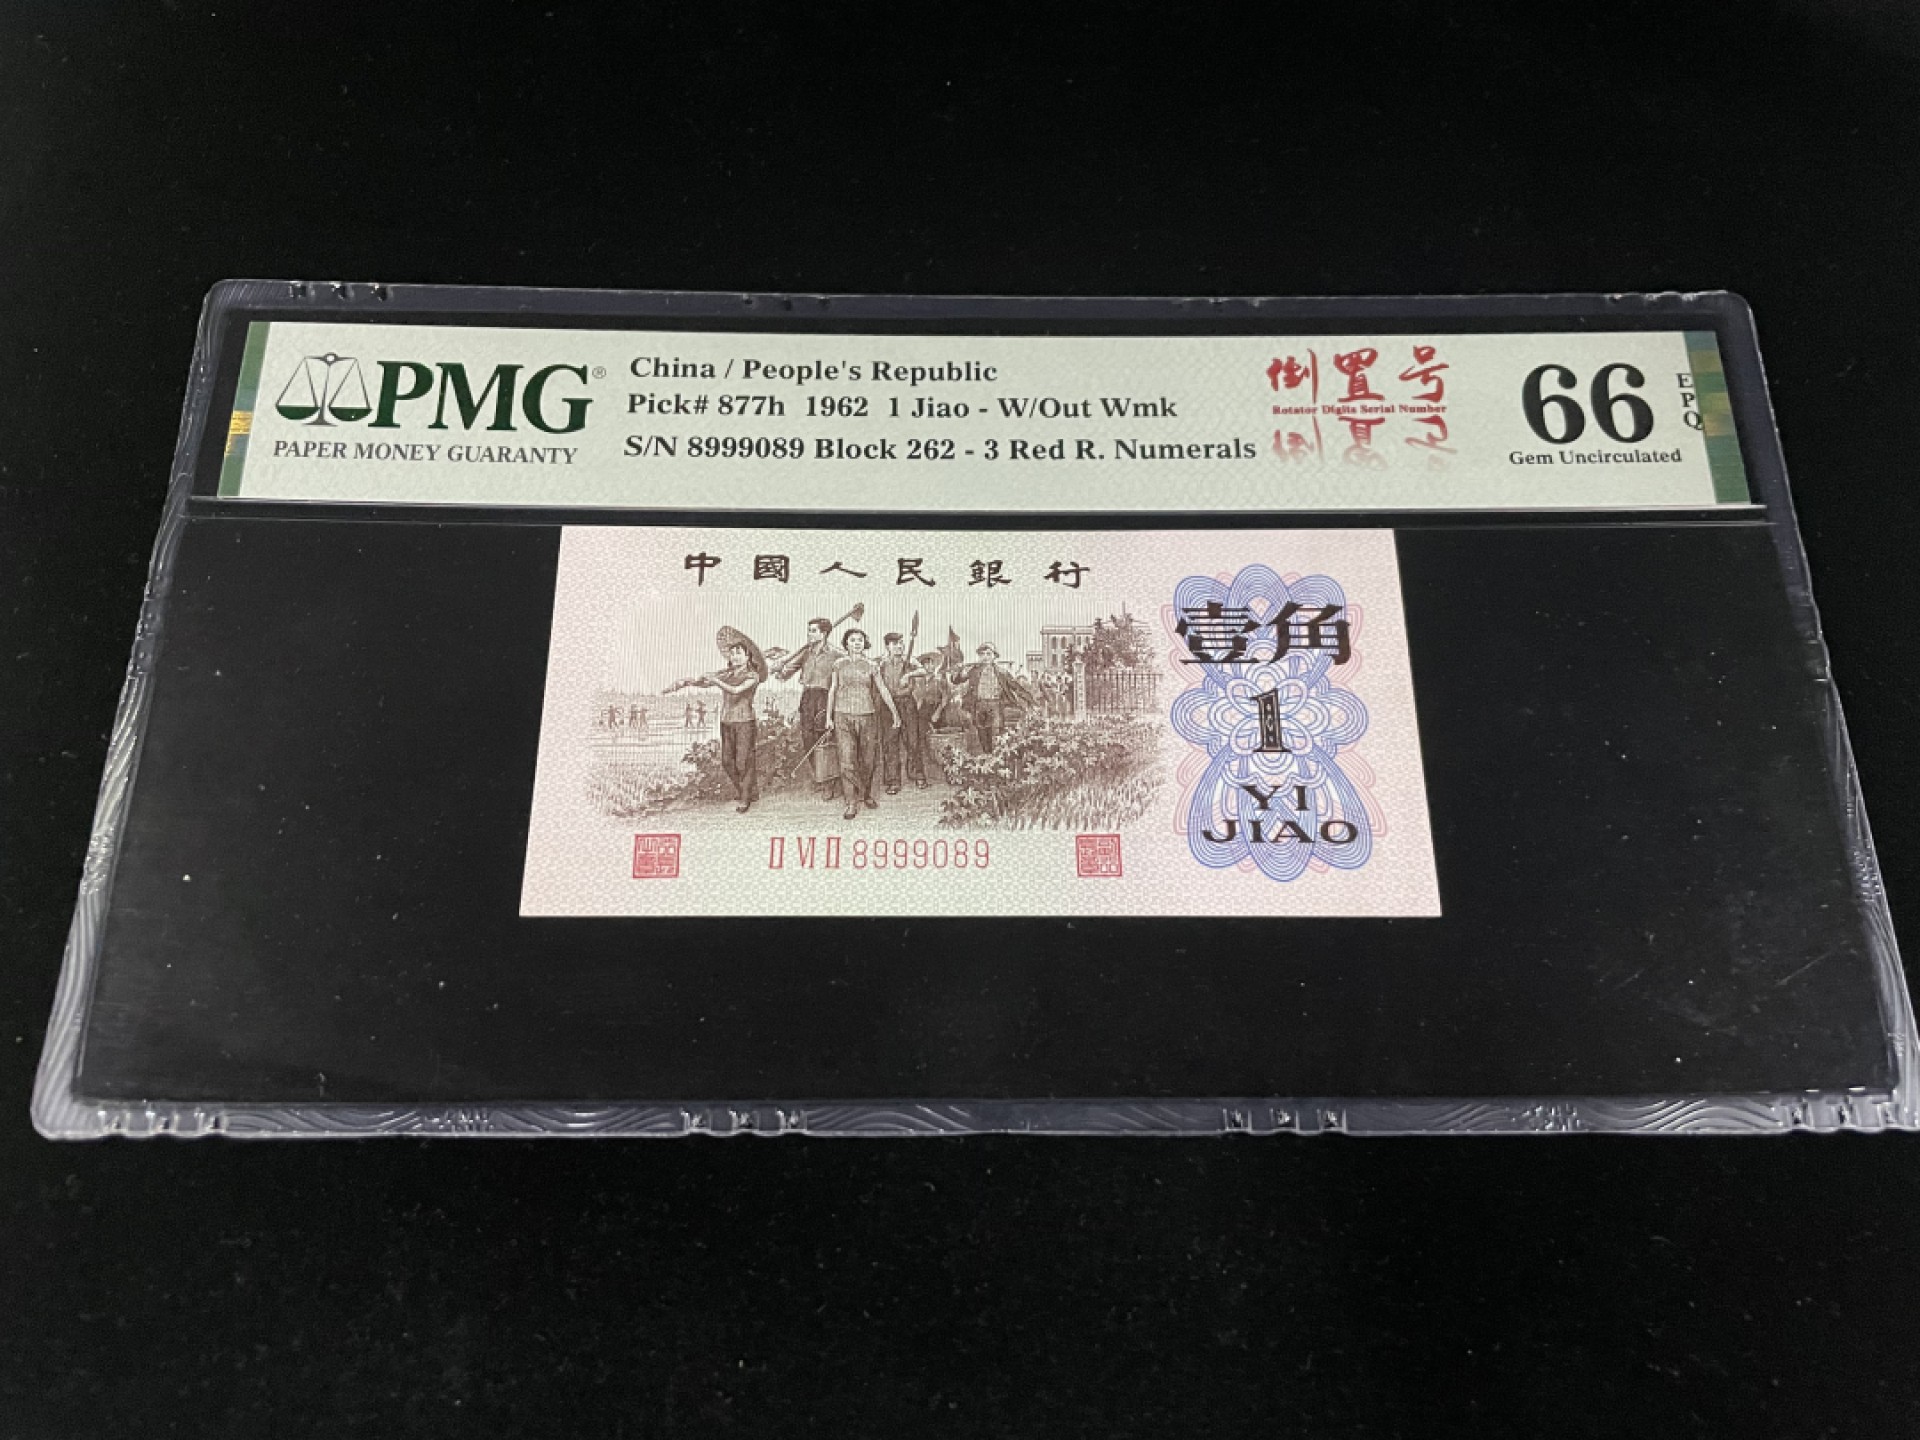 PMG®
PAPER MONEY GUARANTY
China / People's Republic
Pick# 877h 1962 1 Jiao - W/Out Wmk
S/N 8999089 Block 262 - 3 Red R. Numerals
倒置号
Rotator Digits Serial Number
66
EPQ
Gem Uncirculated
中國人民銀行
壹角
1
YI
JIAO
II VI II 8999089